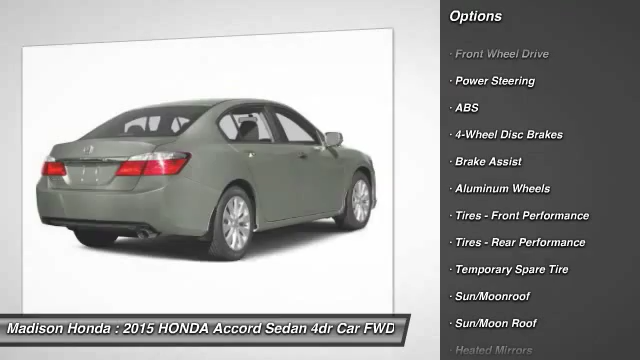 Options
· Front Wheel Drive
· Power Steering
· ABS
· 4-Wheel Disc Brakes
· Brake Assist
· Aluminum Wheels
· Tires - Front Performance
· Tires - Rear Performance
· Temporary Spare Tire
· Sun/Moonroof
· Sun/Moon Roof
· Heated Mirrors
Madison Honda : 2015 HONDA Accord Sedan 4dr Car FWD